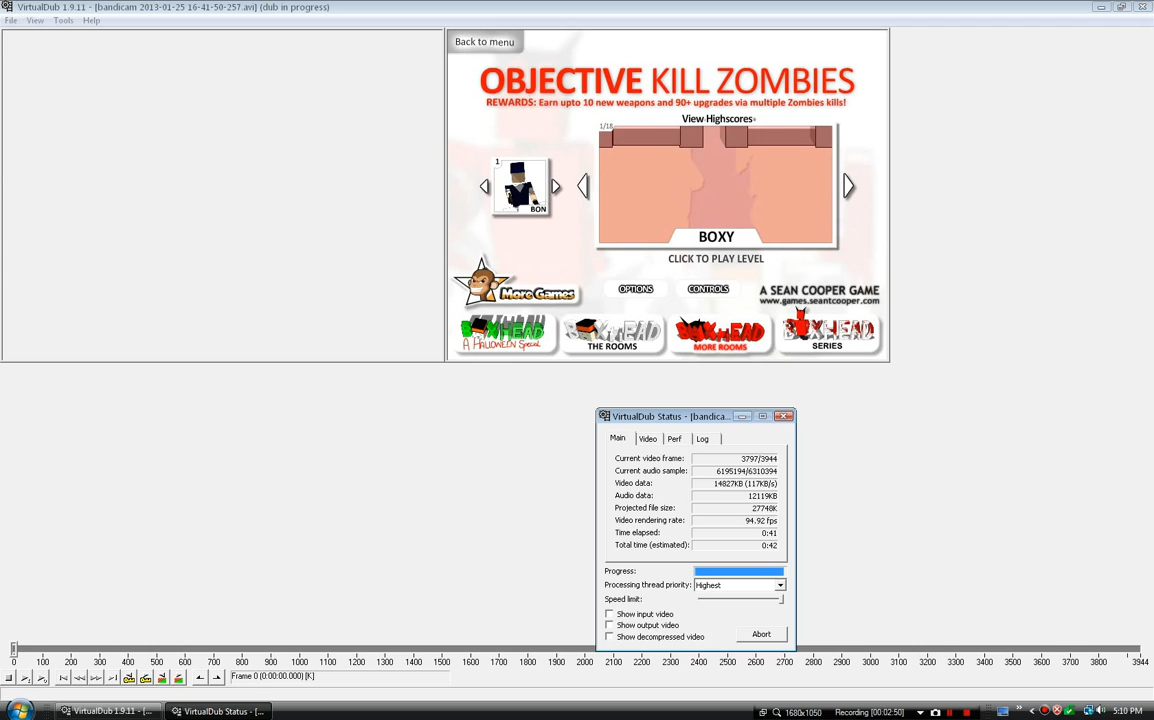 VirtualDub 1.9.11 - [bandicam 2013-01-25 16-41-50-257.avi] (dub in progress)
File View Tools Help
Back to menu
OBJECTIVE KILL ZOMBIES
REWARDS: Earn upto 10 new weapons and 90+ upgrades via multiple Zombies kills!
View Highscores
1/18
1
BON
BOXY
CLICK TO PLAY LEVEL
More Games
OPTIONS
CONTROLS
A SEAN COOPER GAME
www.games.seantcooper.com
BOXHEAD
A Halloween Special
BOXHEAD
THE ROOMS
BOXHEAD
MORE ROOMS
BOXHEAD
SERIES
VirtualDub Status - [bandica...
Main Video Perf Log
Current video frame: 3797/3944
Current audio sample: 6195194/6310394
Video data: 14827KB (117KB/s)
Audio data: 12119KB
Projected file size: 27748K
Video rendering rate: 94.92 fps
Time elapsed: 0:41
Total time (estimated): 0:42
Progress:
Processing thread priority: Highest
Speed limit:
Show input video
Show output video
Show decompressed video
Abort
0 100 200 300 400 500 600 700 800 900 1000 1100 1200 1300 1400 1500 1600 1700 1800 1900 2000 2100 2200 2300 2400 2500 2600 2700 2800 2900 3000 3100 3200 3300 3400 3500 3600 3700 3800 3944
Frame 0 (0:00:00.000) [K]
VirtualDub 1.9.11 - [...
VirtualDub Status - [...
1680x1050
Recording [00:02:50]
5:10 PM